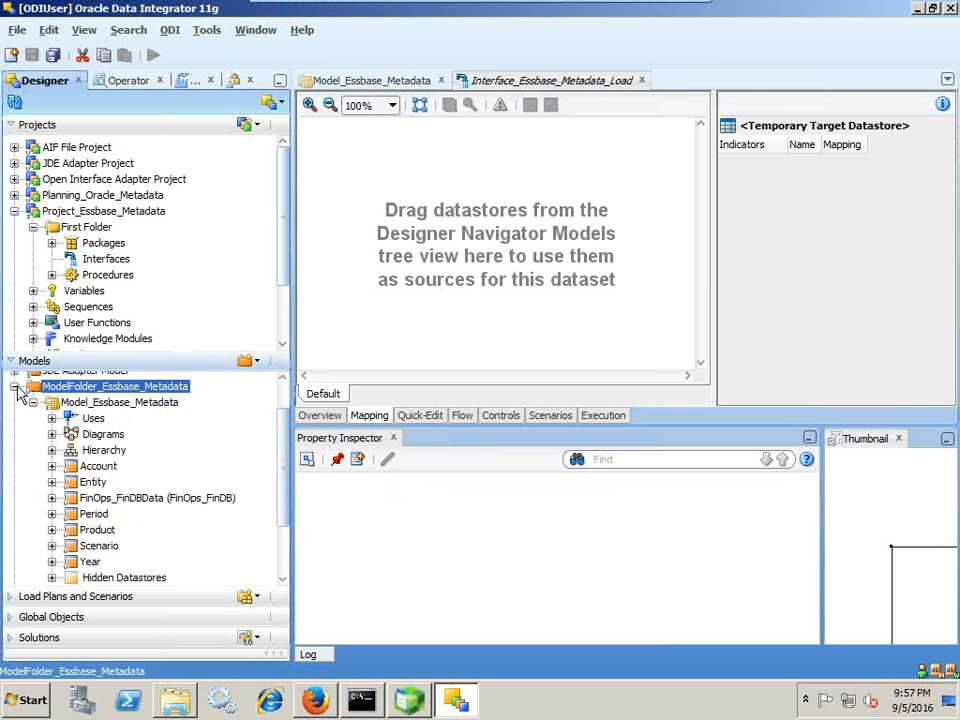 [ODIUser] Oracle Data Integrator 11g
File Edit View Search ODI Tools Window Help
Designer Operator ... Model_Essbase_Metadata Interface_Essbase_Metadata_Load
100%
Projects
AIF File Project
JDE Adapter Project
Open Interface Adapter Project
Planning_Oracle_Metadata
Project_Essbase_Metadata
First Folder
Packages
Interfaces
Procedures
Variables
Sequences
User Functions
Knowledge Modules
Models
JDE Adapter Model
ModelFolder_Essbase_Metadata
Model_Essbase_Metadata
Uses
Diagrams
Hierarchy
Account
Entity
FinOps_FinDBData (FinOps_FinDB)
Period
Product
Scenario
Year
Hidden Datastores
Load Plans and Scenarios
Global Objects
Solutions
Drag datastores from the
Designer Navigator Models
tree view here to use them
as sources for this dataset
Default
Overview Mapping Quick-Edit Flow Controls Scenarios Execution
<Temporary Target Datastore>
Indicators Name Mapping
Property Inspector
Find
Thumbnail
Log
ModelFolder_Essbase_Metadata
Start
9:57 PM
9/5/2016